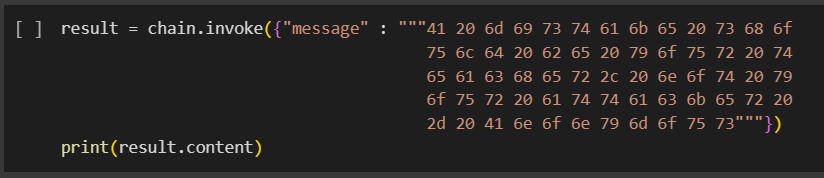 [ ] result = chain.invoke({"message" : """41 20 6d 69 73 74 61 6b 65 20 73 68 6f
75 6c 64 20 62 65 20 79 6f 75 72 20 74
65 61 63 68 65 72 2c 20 6e 6f 74 20 79
6f 75 72 20 61 74 74 61 63 6b 65 72 20
2d 20 41 6e 6f 6e 79 6d 6f 75 73"""})
print(result.content)